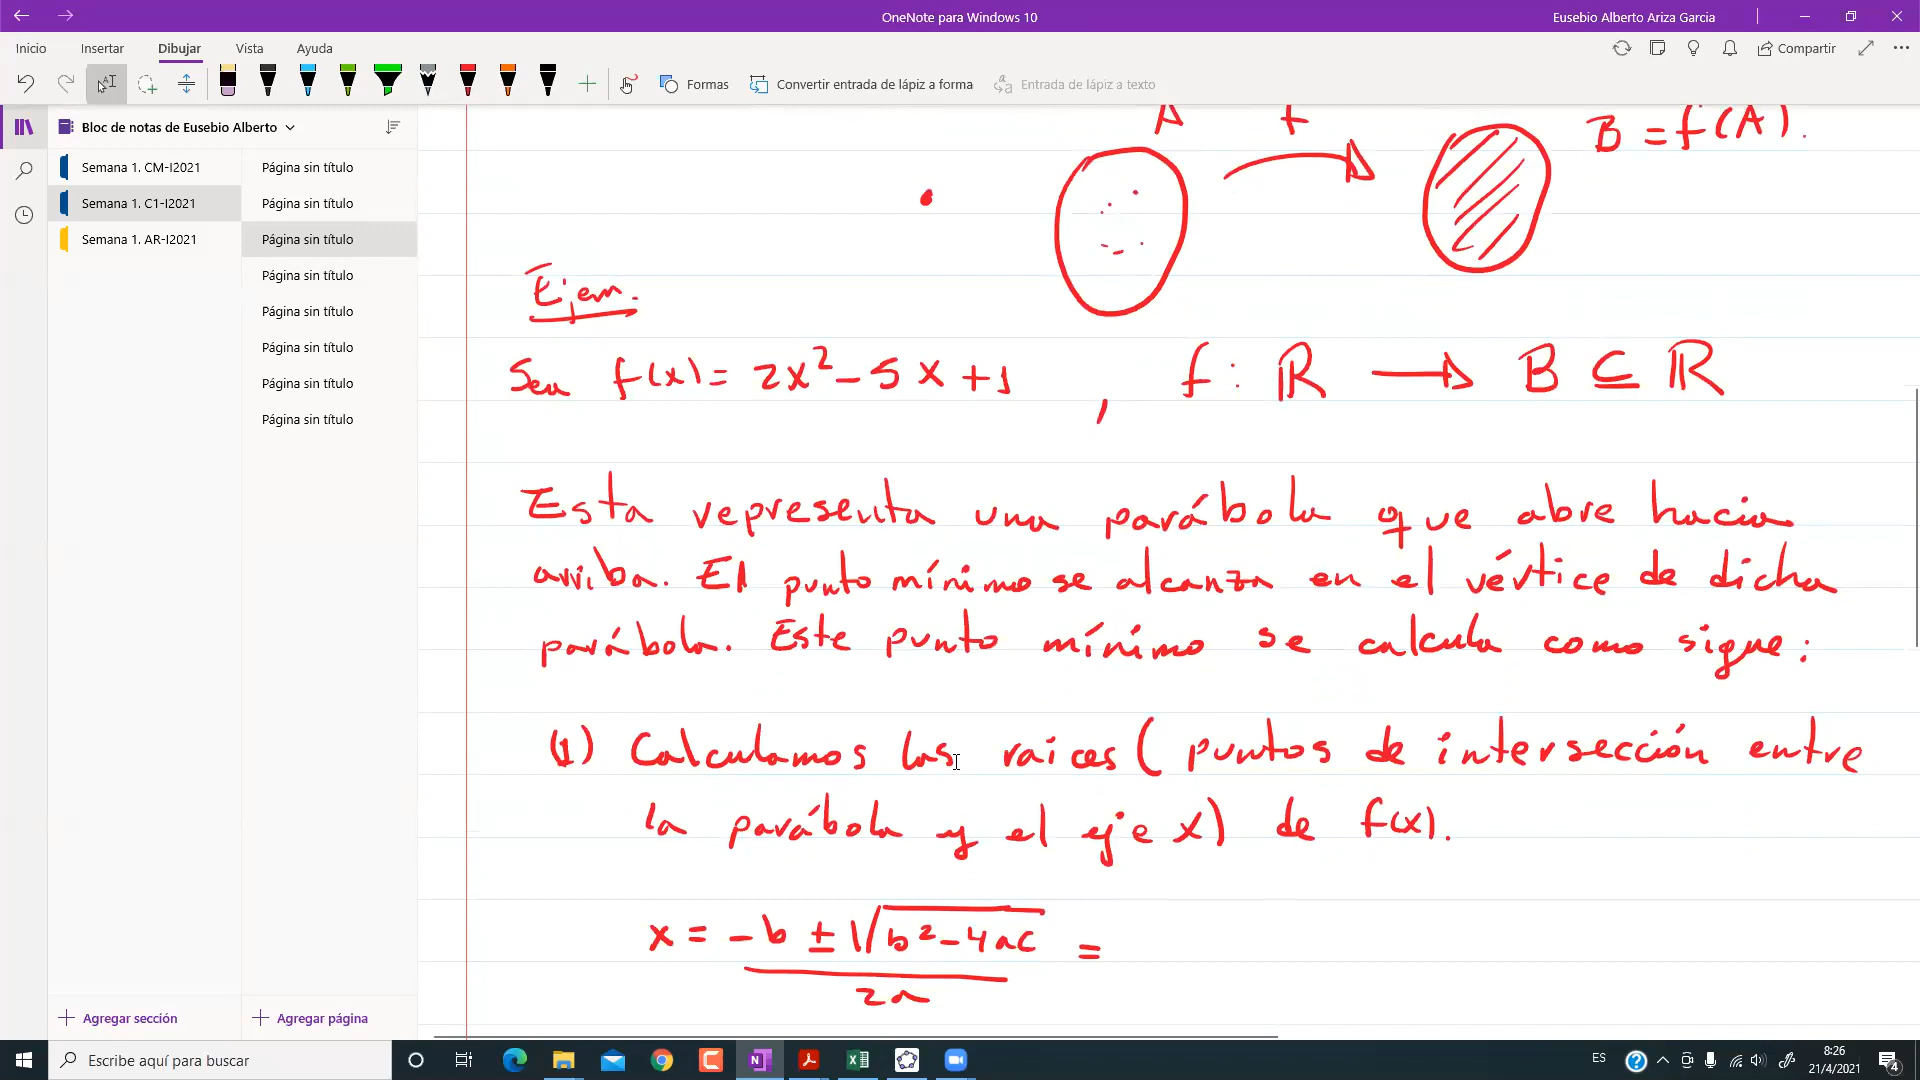 OneNote para Windows 10
Eusebio Alberto Ariza Garcia
Inicio Insertar Dibujar Vista Ayuda
Compartir
Formas
Convertir entrada de lápiz a forma
Entrada de lápiz a texto
Bloc de notas de Eusebio Alberto
Semana 1. CM-I2021
Semana 1. C1-I2021
Semana 1. AR-I2021
Página sin título
Página sin título
Página sin título
Página sin título
Página sin título
Página sin título
Página sin título
Página sin título
Agregar sección
Agregar página
A f B = f(A).
Ejem.
Sea f(x) = 2x² - 5x + 1 , f : ℝ → B ⊆ ℝ
Esta representa una parábola que abre hacia
arriba. El punto mínimo se alcanza en el vértice de dicha
parábola. Este punto mínimo se calcula como sigue:
(1) Calculamos las raices (puntos de intersección entre
la parábola y el eje x) de f(x).
x = -b ± √b² - 4ac =
2a
Escribe aquí para buscar
ES
8:26
21/4/2021
4